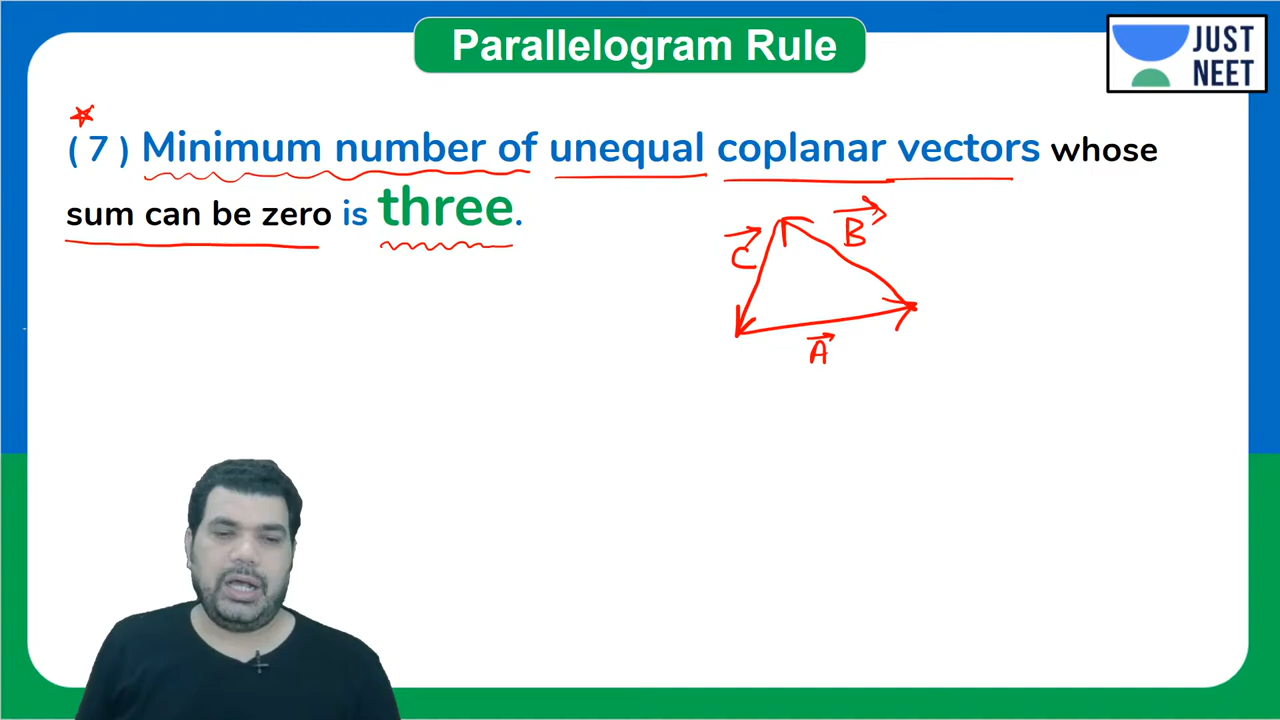 Parallelogram Rule
JUST
NEET
( 7 ) Minimum number of unequal coplanar vectors whose
sum can be zero is three.
B
C
A